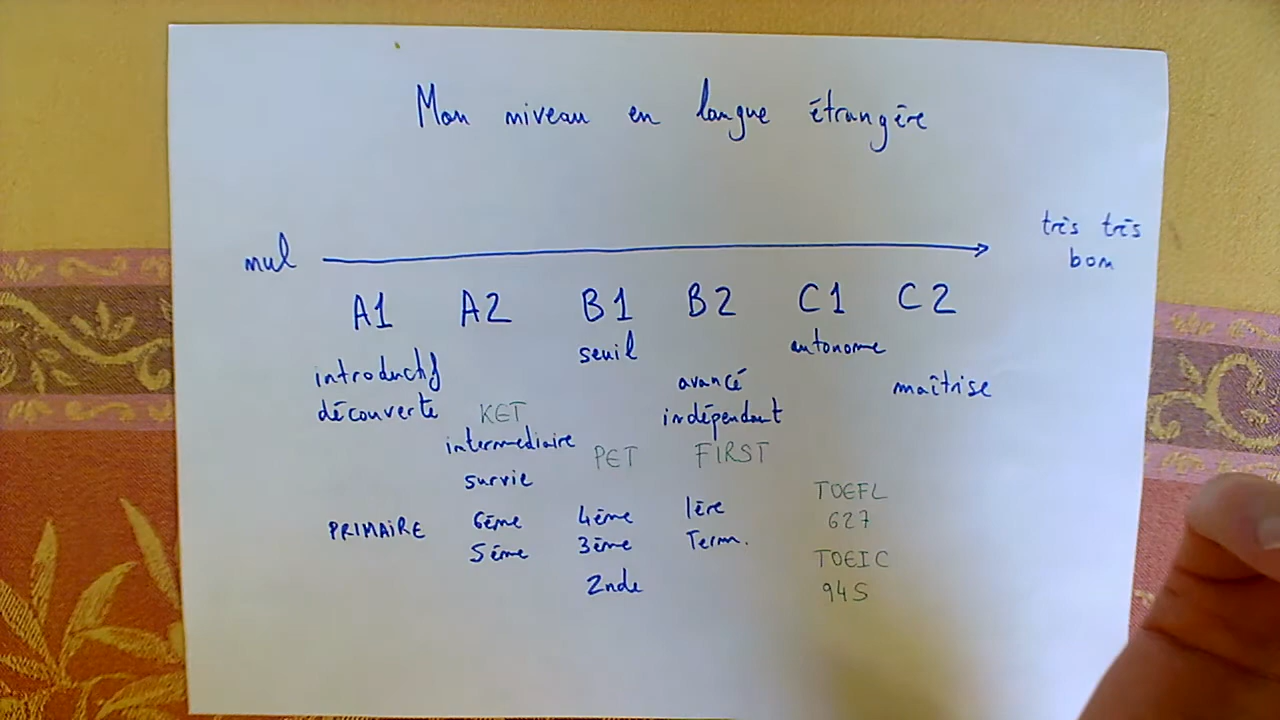 Mon niveau en langue étrangère
nul
très très
bon
A1 A2 B1 B2 C1 C2
introductif
découverte
KET
intermediaire
survie
seuil
PET
avancé
indépendant
FIRST
autonome
maîtrise
PRIMAIRE
6ème
5ème
4ème
3ème
2nde
1ère
Term.
TOEFL
627
TOEIC
945